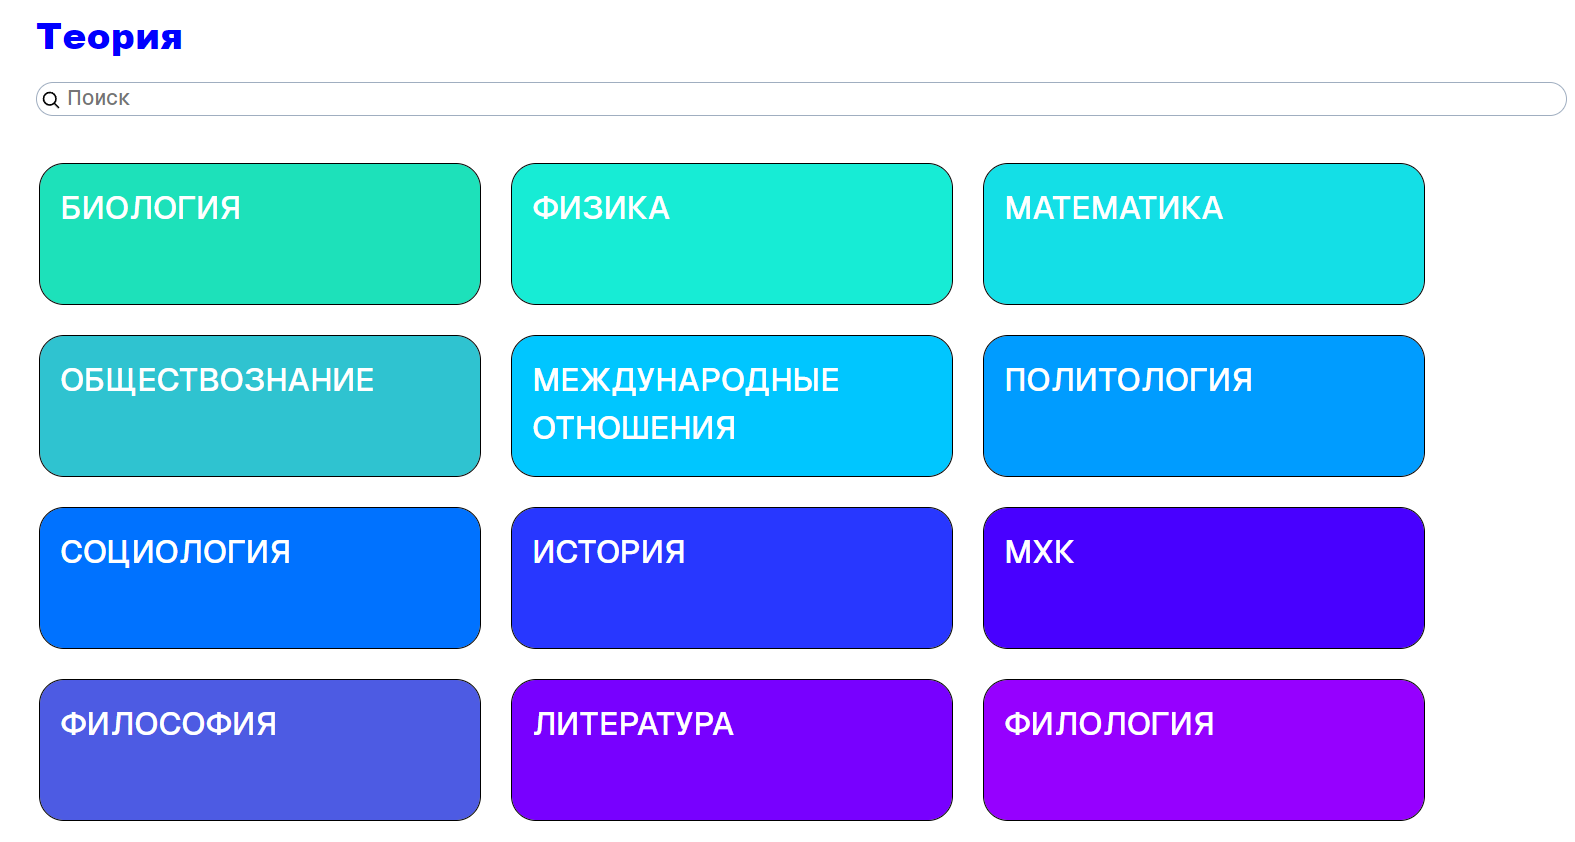 Теория
Поиск
БИОЛОГИЯ
ФИЗИКА
МАТЕМАТИКА
ОБЩЕСТВОЗНАНИЕ
МЕЖДУНАРОДНЫЕ
ОТНОШЕНИЯ
ПОЛИТОЛОГИЯ
СОЦИОЛОГИЯ
ИСТОРИЯ
МХК
ФИЛОСОФИЯ
ЛИТЕРАТУРА
ФИЛОЛОГИЯ